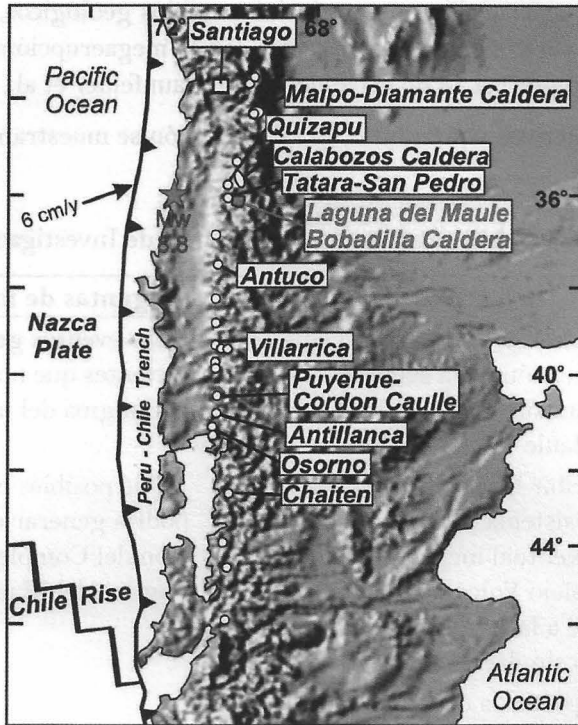 72°
68°
Santiago
Pacific
Ocean
Maipo-Diamante Caldera
Quizapu
Calabozos Caldera
Tatara-San Pedro
36°
6 cm/y
Mw
8.8
Laguna del Maule
Bobadilla Caldera
Antuco
Nazca
Plate
Peru - Chile Trench
Villarrica
40°
Puyehue-
Cordon Caulle
Antillanca
Osorno
Chaiten
44°
Chile Rise
Atlantic
Ocean